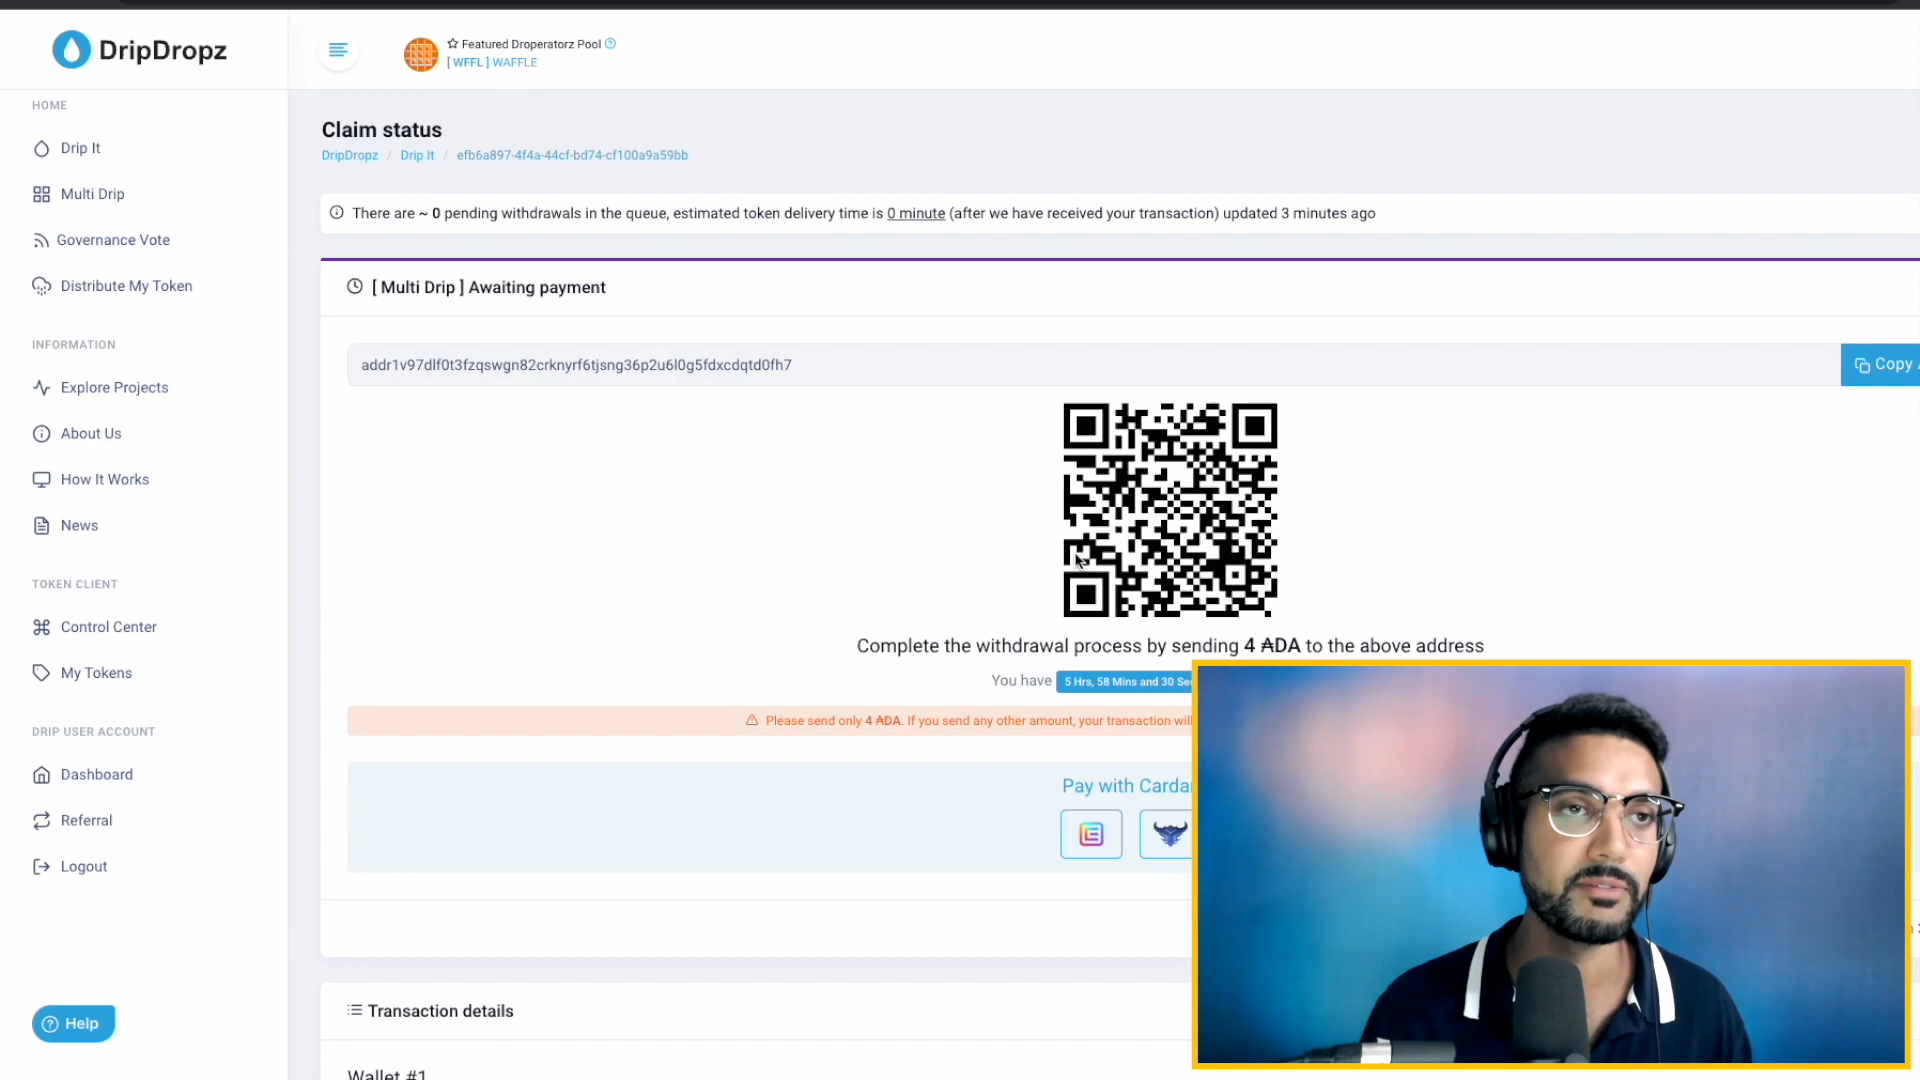 DripDropz
Featured Droperatorz Pool
[ WFFL ] WAFFLE
HOME
Drip It
Multi Drip
Governance Vote
Distribute My Token
INFORMATION
Explore Projects
About Us
How It Works
News
TOKEN CLIENT
Control Center
My Tokens
DRIP USER ACCOUNT
Dashboard
Referral
Logout
Help
Claim status
DripDropz / Drip It / efb6a897-4f4a-44cf-bd74-cf100a9a59bb
There are ~ 0 pending withdrawals in the queue, estimated token delivery time is 0 minute (after we have received your transaction) updated 3 minutes ago
[ Multi Drip ] Awaiting payment
addr1v97dlf0t3fzqswgn82crknyrf6tjsng36p2u6l0g5fdxcdqtd0fh7
Copy
Complete the withdrawal process by sending 4 ₳DA to the above address
You have 5 Hrs, 58 Mins and 30
Please send only 4 ₳DA. If you send any other amount, your transaction will
Pay with
Transaction details
Wallet #1